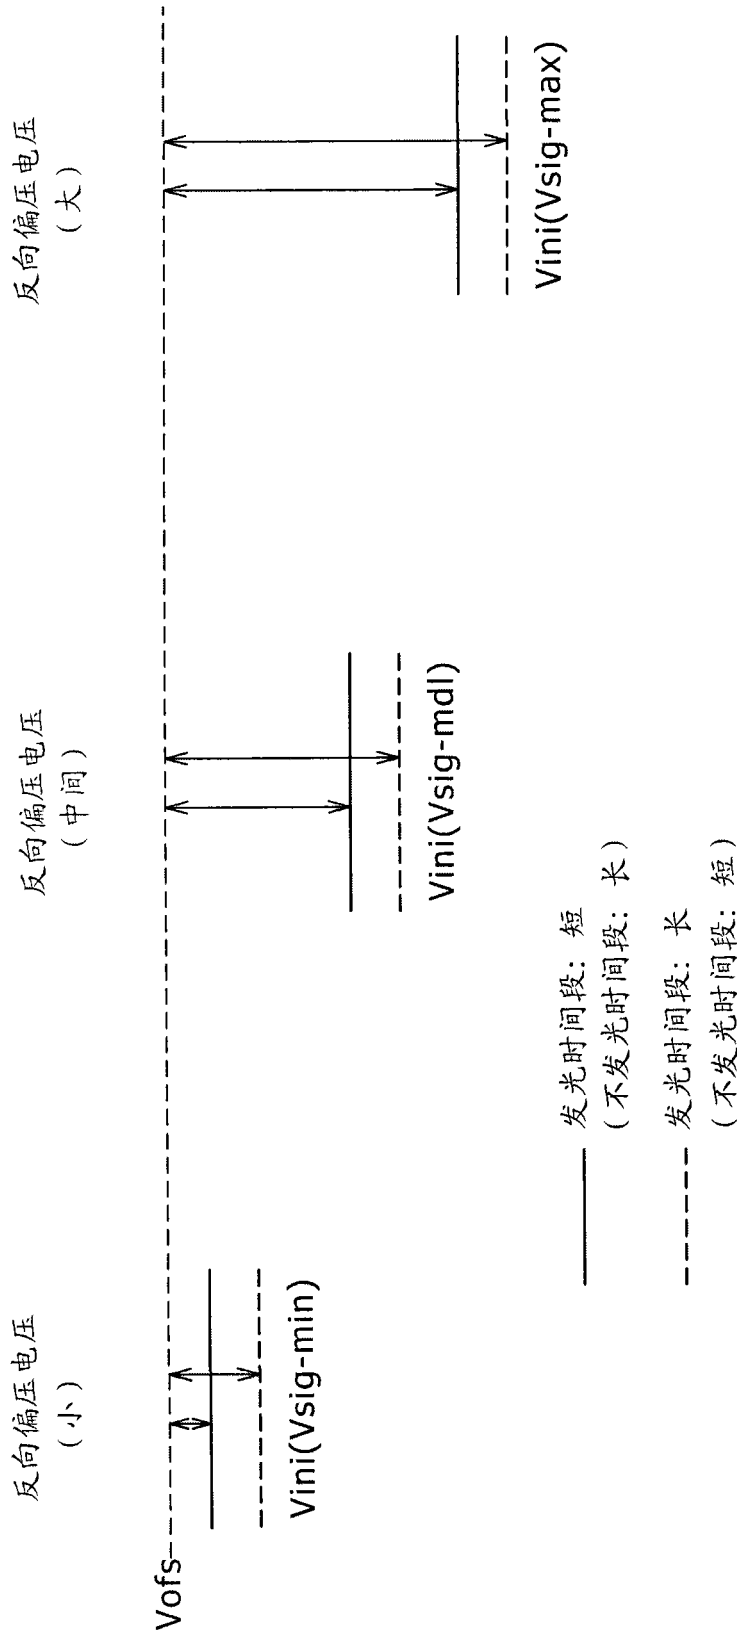 反向偏压电压
(小)
反向偏压电压
(中间)
反向偏压电压
(大)
Vofs
Vini(Vsig-min)
Vini(Vsig-mdl)
Vini(Vsig-max)
发光时间段: 短
(不发光时间段: 长)
发光时间段: 长
(不发光时间段: 短)